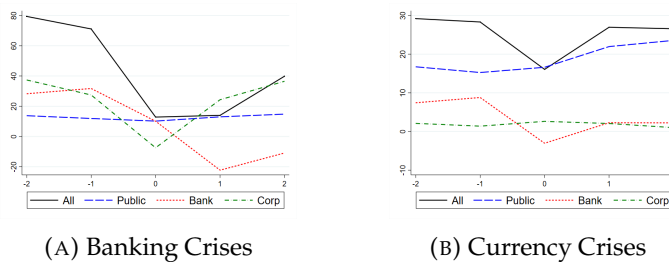 80
60
40
20
0
-20
-2 -1 0 1 2
All Public Bank Corp
(A) Banking Crises
30
20
10
0
-10
-2 -1 0 1
All Public Bank Corp
(B) Currency Crises